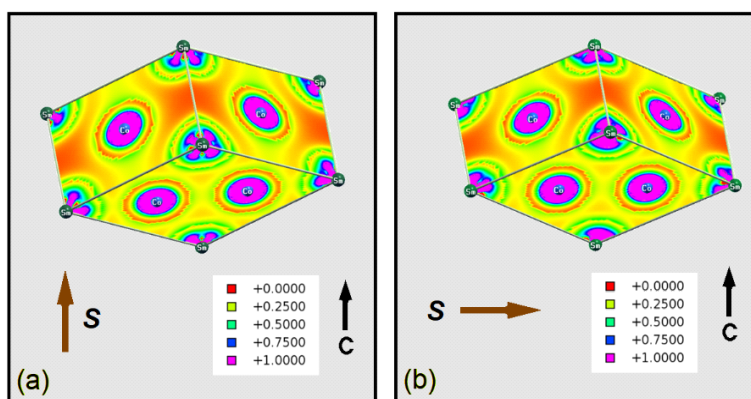 Sm
Sm
Sm
Co
Co
Sm
Sm
Sm
Co
Co
Sm
S
+0.0000
+0.2500
+0.5000
+0.7500
+1.0000
C
(a)
Sm
Sm
Sm
Co
Co
Sm
Sm
Sm
Co
Co
Sm
S
+0.0000
+0.2500
+0.5000
+0.7500
+1.0000
C
(b)